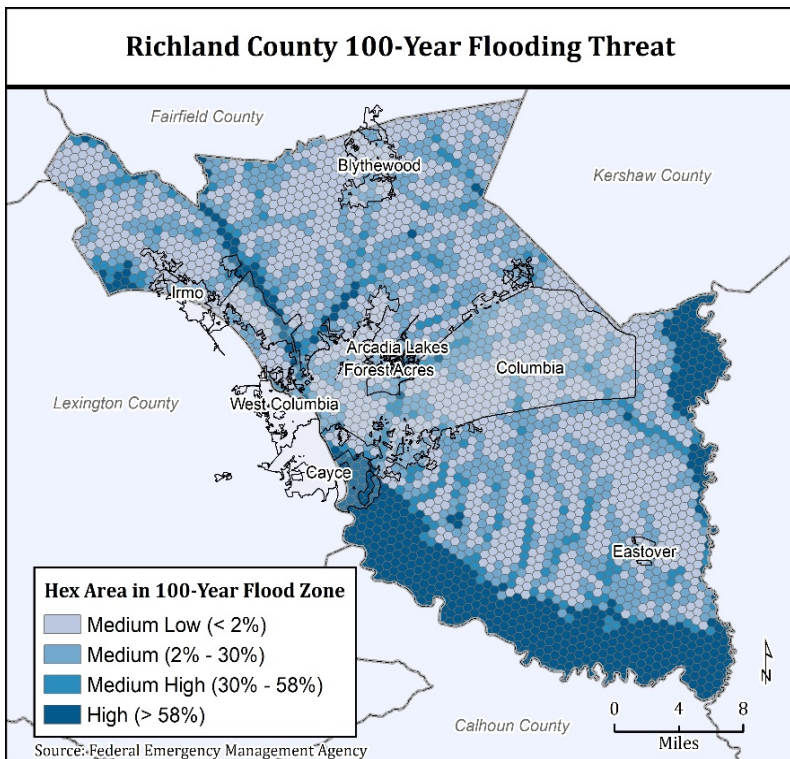 Richland County 100-Year Flooding Threat
Fairfield County
Blythewood
Kershaw County
Irmo
Arcadia Lakes
Forest Acres
Columbia
Lexington County
West Columbia
Cayce
Eastover
Hex Area in 100-Year Flood Zone
Medium Low (< 2%)
Medium (2% - 30%)
Medium High (30% - 58%)
High (> 58%)
N
0 4 8
Miles
Calhoun County
Source: Federal Emergency Management Agency